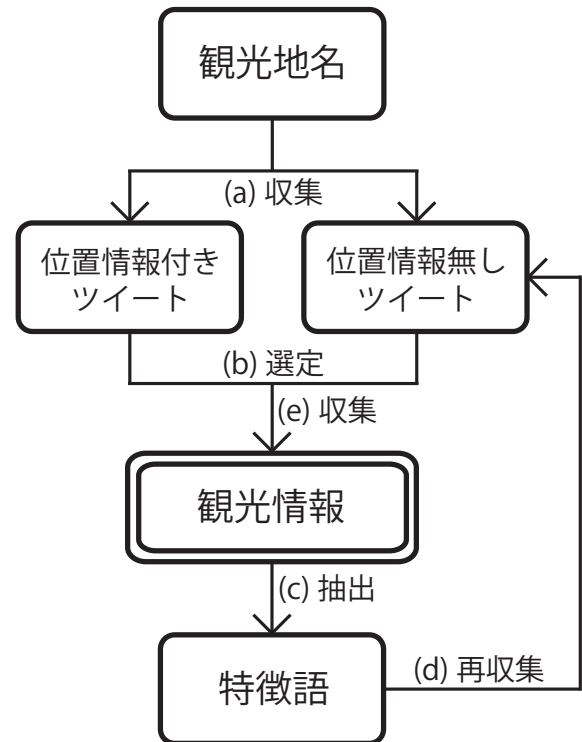 観光地名
(a) 収集
位置情報付き
ツイート
位置情報無し
ツイート
(b) 選定
(e) 収集
観光情報
(c) 抽出
特徴語
(d) 再収集